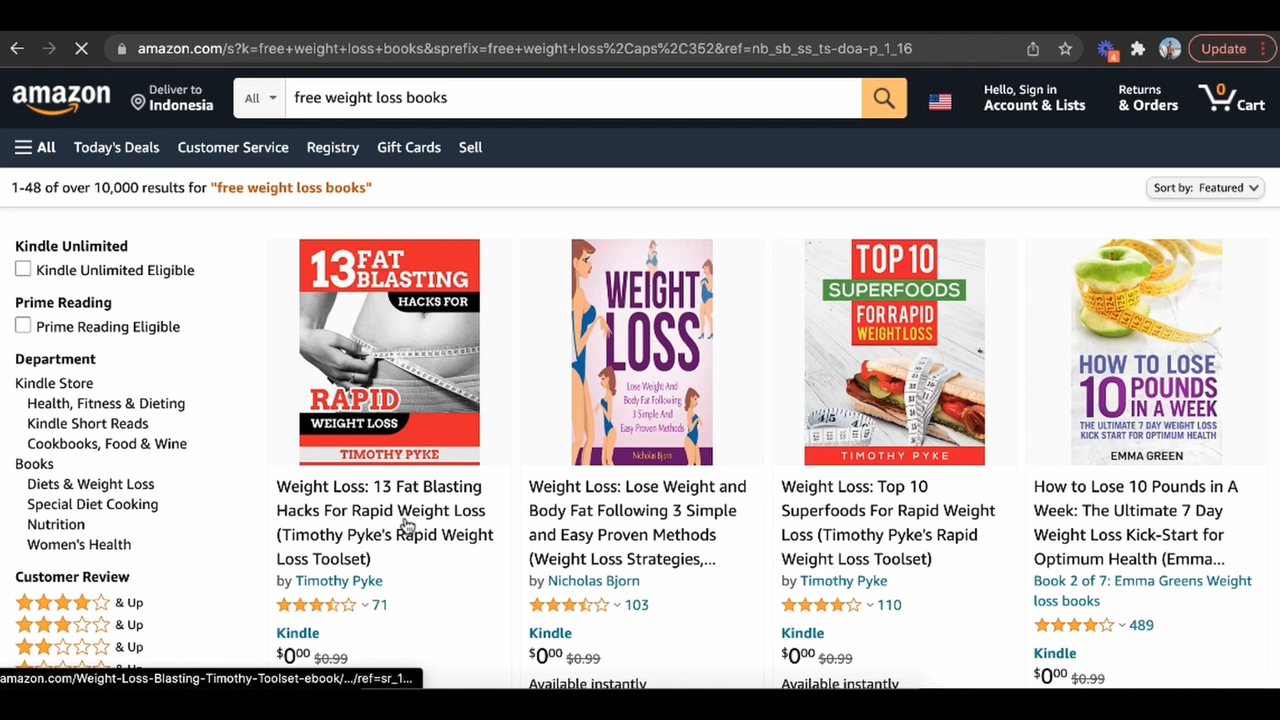 amazon.com/s?k=free+weight+loss+books&sprefix=free+weight+loss%2Caps%2C352&ref=nb_sb_ss_ts-doa-p_1_16
4
Update
amazon
Deliver to
Indonesia
All
free weight loss books
Hello, Sign in
Account & Lists
Returns
& Orders
0
Cart
All
Today's Deals
Customer Service
Registry
Gift Cards
Sell
1-48 of over 10,000 results for "free weight loss books"
Sort by: Featured
Kindle Unlimited
Kindle Unlimited Eligible
Prime Reading
Prime Reading Eligible
Department
Kindle Store
Health, Fitness & Dieting
Kindle Short Reads
Cookbooks, Food & Wine
Books
Diets & Weight Loss
Special Diet Cooking
Nutrition
Women's Health
Customer Review
& Up
& Up
& Up
& Up
13 FAT
BLASTING
HACKS FOR
RAPID
WEIGHT LOSS
TIMOTHY PYKE
Weight Loss: 13 Fat Blasting
Hacks For Rapid Weight Loss
(Timothy Pyke's Rapid Weight
Loss Toolset)
by Timothy Pyke
71
Kindle
$0.00 $0.99
WEIGHT
LOSS
Lose Weight And
Body Fat Following
3 Simple And
Easy Proven Methods
Nicholas Bjorn
Weight Loss: Lose Weight and
Body Fat Following 3 Simple
and Easy Proven Methods
(Weight Loss Strategies,...
by Nicholas Bjorn
103
Kindle
$0.00 $0.99
Available instantly
TOP 10
SUPERFOODS
FOR RAPID
WEIGHT LOSS
TIMOTHY PYKE
Weight Loss: Top 10
Superfoods For Rapid Weight
Loss (Timothy Pyke's Rapid
Weight Loss Toolset)
by Timothy Pyke
110
Kindle
$0.00 $0.99
Available instantly
HOW TO LOSE
10 POUNDS
IN A WEEK
THE ULTIMATE 7 DAY WEIGHT LOSS
KICK START FOR OPTIMUM HEALTH
EMMA GREEN
How to Lose 10 Pounds in A
Week: The Ultimate 7 Day
Weight Loss Kick-Start for
Optimum Health (Emma...
Book 2 of 7: Emma Greens Weight
loss books
489
Kindle
$0.00 $0.99
amazon.com/Weight-Loss-Blasting-Timothy-Toolset-ebook/.../ref=sr_1...